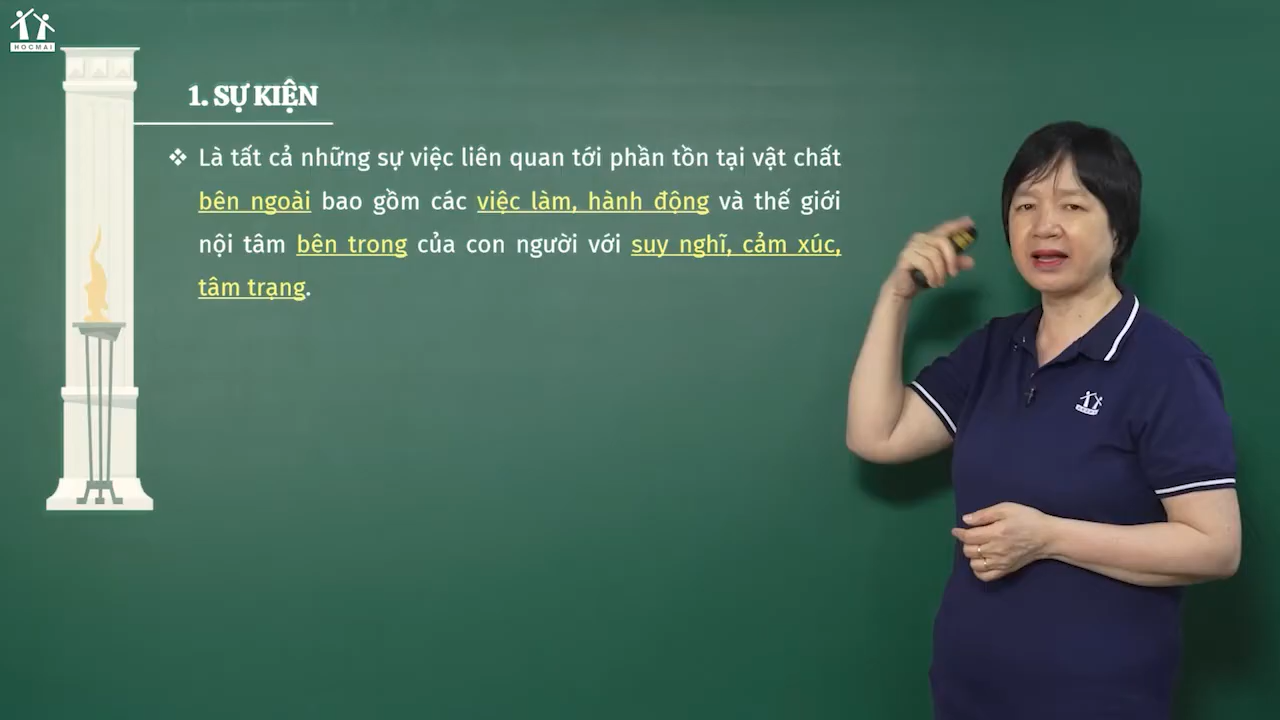 HOCMAI
1. SỰ KIỆN
❖ Là tất cả những sự việc liên quan tới phần tồn tại vật chất
bên ngoài bao gồm các việc làm, hành động và thế giới
nội tâm bên trong của con người với suy nghĩ, cảm xúc,
tâm trạng.